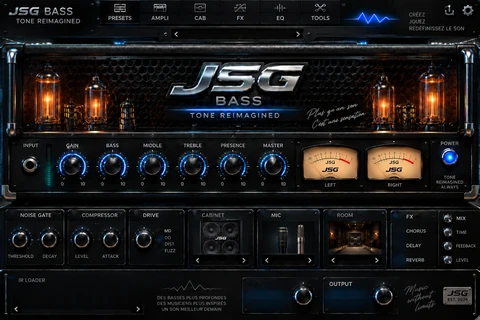 JSG BASS
TONE REIMAGINED
PRESETS
AMPLI
CAB
FX
EQ
TOOLS
CRÉEZ
JOUEZ
REDÉFINISSEZ LE SON
JSG
BASS
TONE REIMAGINED
Plus qu'un son
C'est une sensation
INPUT
GAIN
BASS
MIDDLE
TREBLE
PRESENCE
MASTER
0 10
0 10
0 10
0 10
0 10
0 10
JSG
LEFT
JSG
RIGHT
POWER
TONE
REIMAGINED
ALWAYS
NOISE GATE
THRESHOLD
DECAY
COMPRESSOR
LEVEL
ATTACK
DRIVE
OD
DIST
FUZZ
CABINET
JSG
MIC
ROOM
FX
CHORUS
DELAY
REVERB
MIX
TIME
FEEDBACK
LEVEL
IR LOADER
DES BASSES PLUS PROFONDES
DES MUSICIENS PLUS INSPIRÉS
UN SON MEILLEUR DEMAIN
OUTPUT
Music
without
limits
JSG